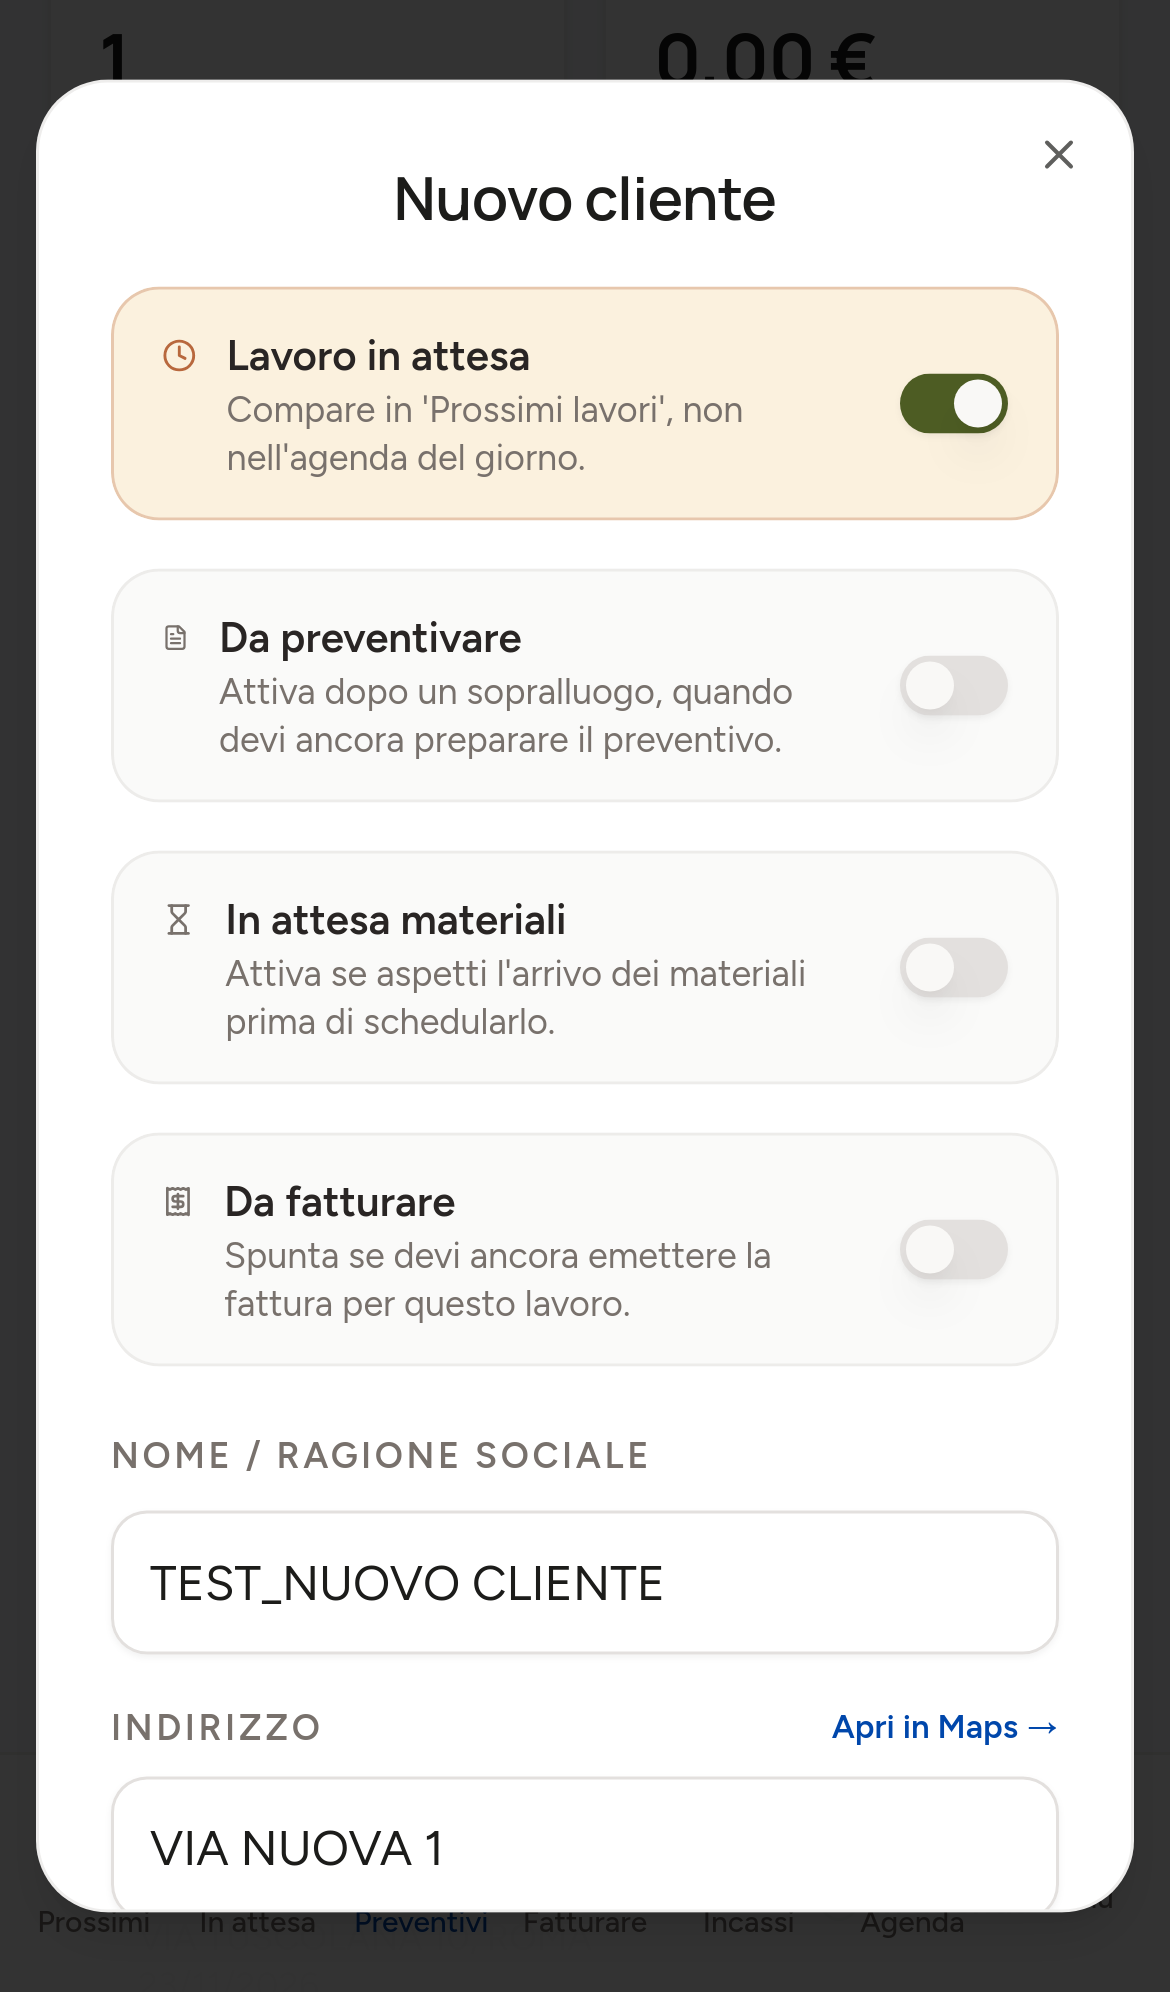 1
0,00 €
Nuovo cliente
Lavoro in attesa
Compare in 'Prossimi lavori', non
nell'agenda del giorno.
Da preventivare
Attiva dopo un sopralluogo, quando
devi ancora preparare il preventivo.
In attesa materiali
Attiva se aspetti l'arrivo dei materiali
prima di schedularlo.
Da fatturare
Spunta se devi ancora emettere la
fattura per questo lavoro.
NOME / RAGIONE SOCIALE
TEST_NUOVO CLIENTE
INDIRIZZO
Apri in Maps →
VIA NUOVA 1
Prossimi In attesa Preventivi Fatturare Incassi Agenda